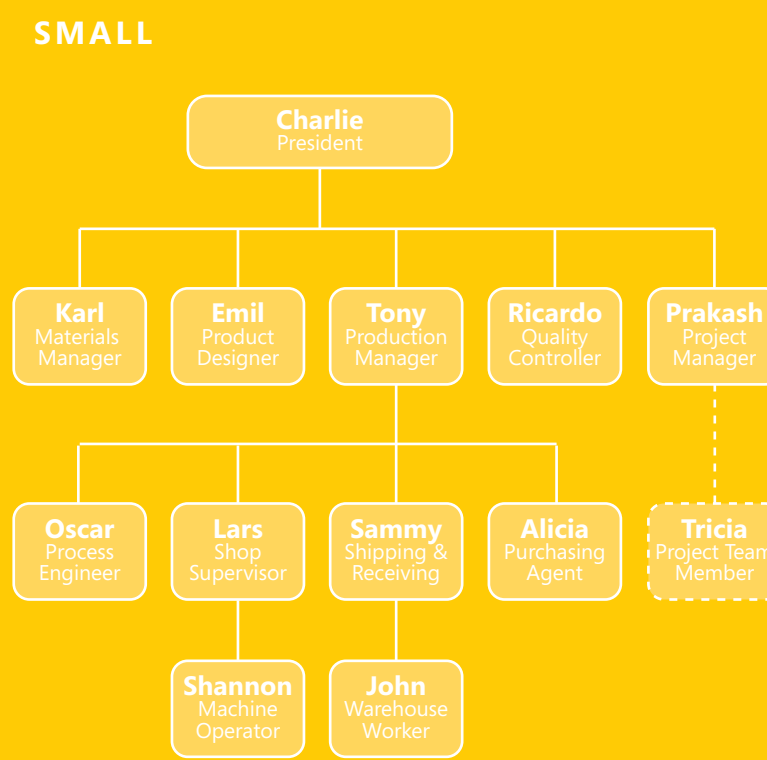 SMALL
Charlie
President
Karl
Materials
Manager
Emil
Product
Designer
Tony
Production
Manager
Ricardo
Quality
Controller
Prakash
Project
Manager
Oscar
Process
Engineer
Lars
Shop
Supervisor
Sammy
Shipping &
Receiving
Alicia
Purchasing
Agent
Tricia
Project Team
Member
Shannon
Machine
Operator
John
Warehouse
Worker